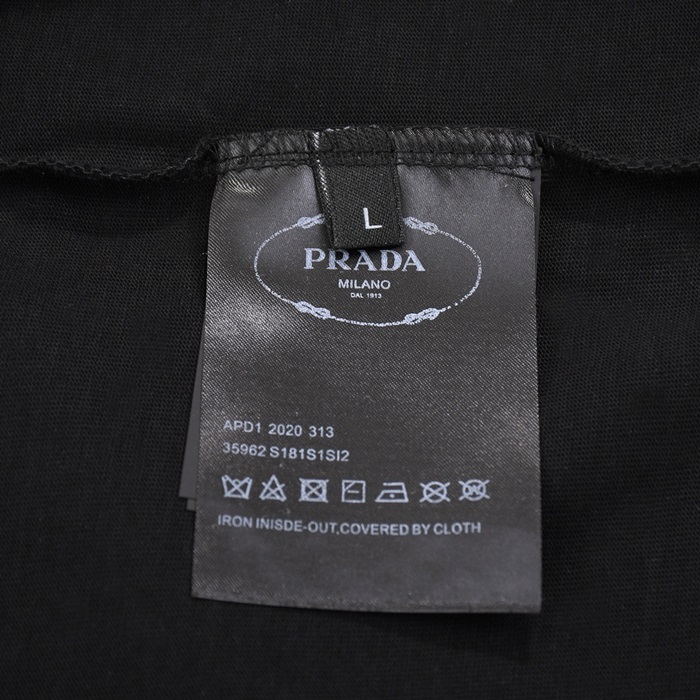 L
PRADA
MILANO
DAL 1913
APD1 2020 313
35962 S181S1SI2
IRON INISDE-OUT,COVERED BY CLOTH